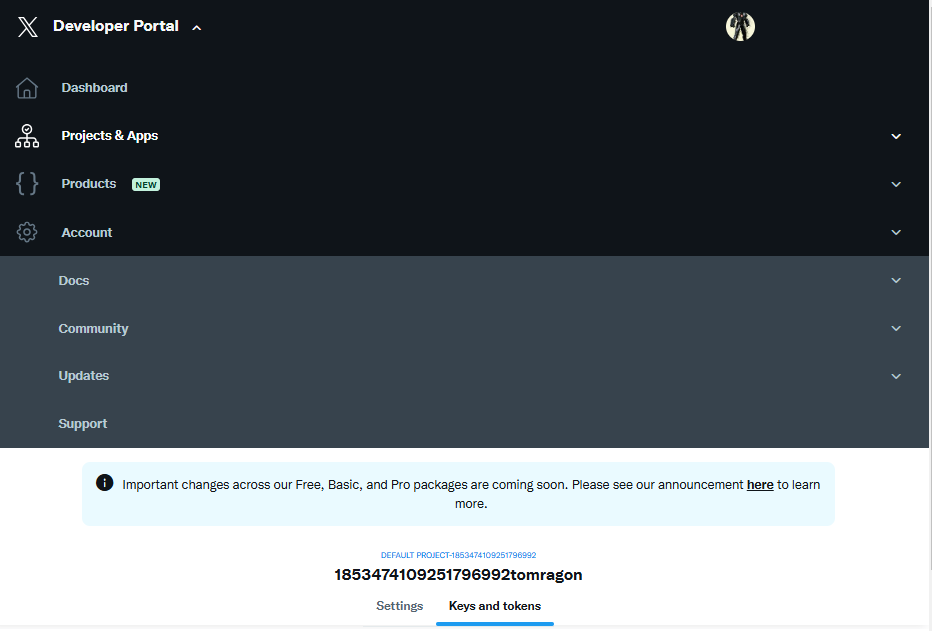 Developer Portal
Dashboard
Projects & Apps
Products NEW
Account
Docs
Community
Updates
Support
Important changes across our Free, Basic, and Pro packages are coming soon. Please see our announcement here to learn
more.
DEFAULT PROJECT-1853474109251796992
1853474109251796992tomragon
Settings Keys and tokens